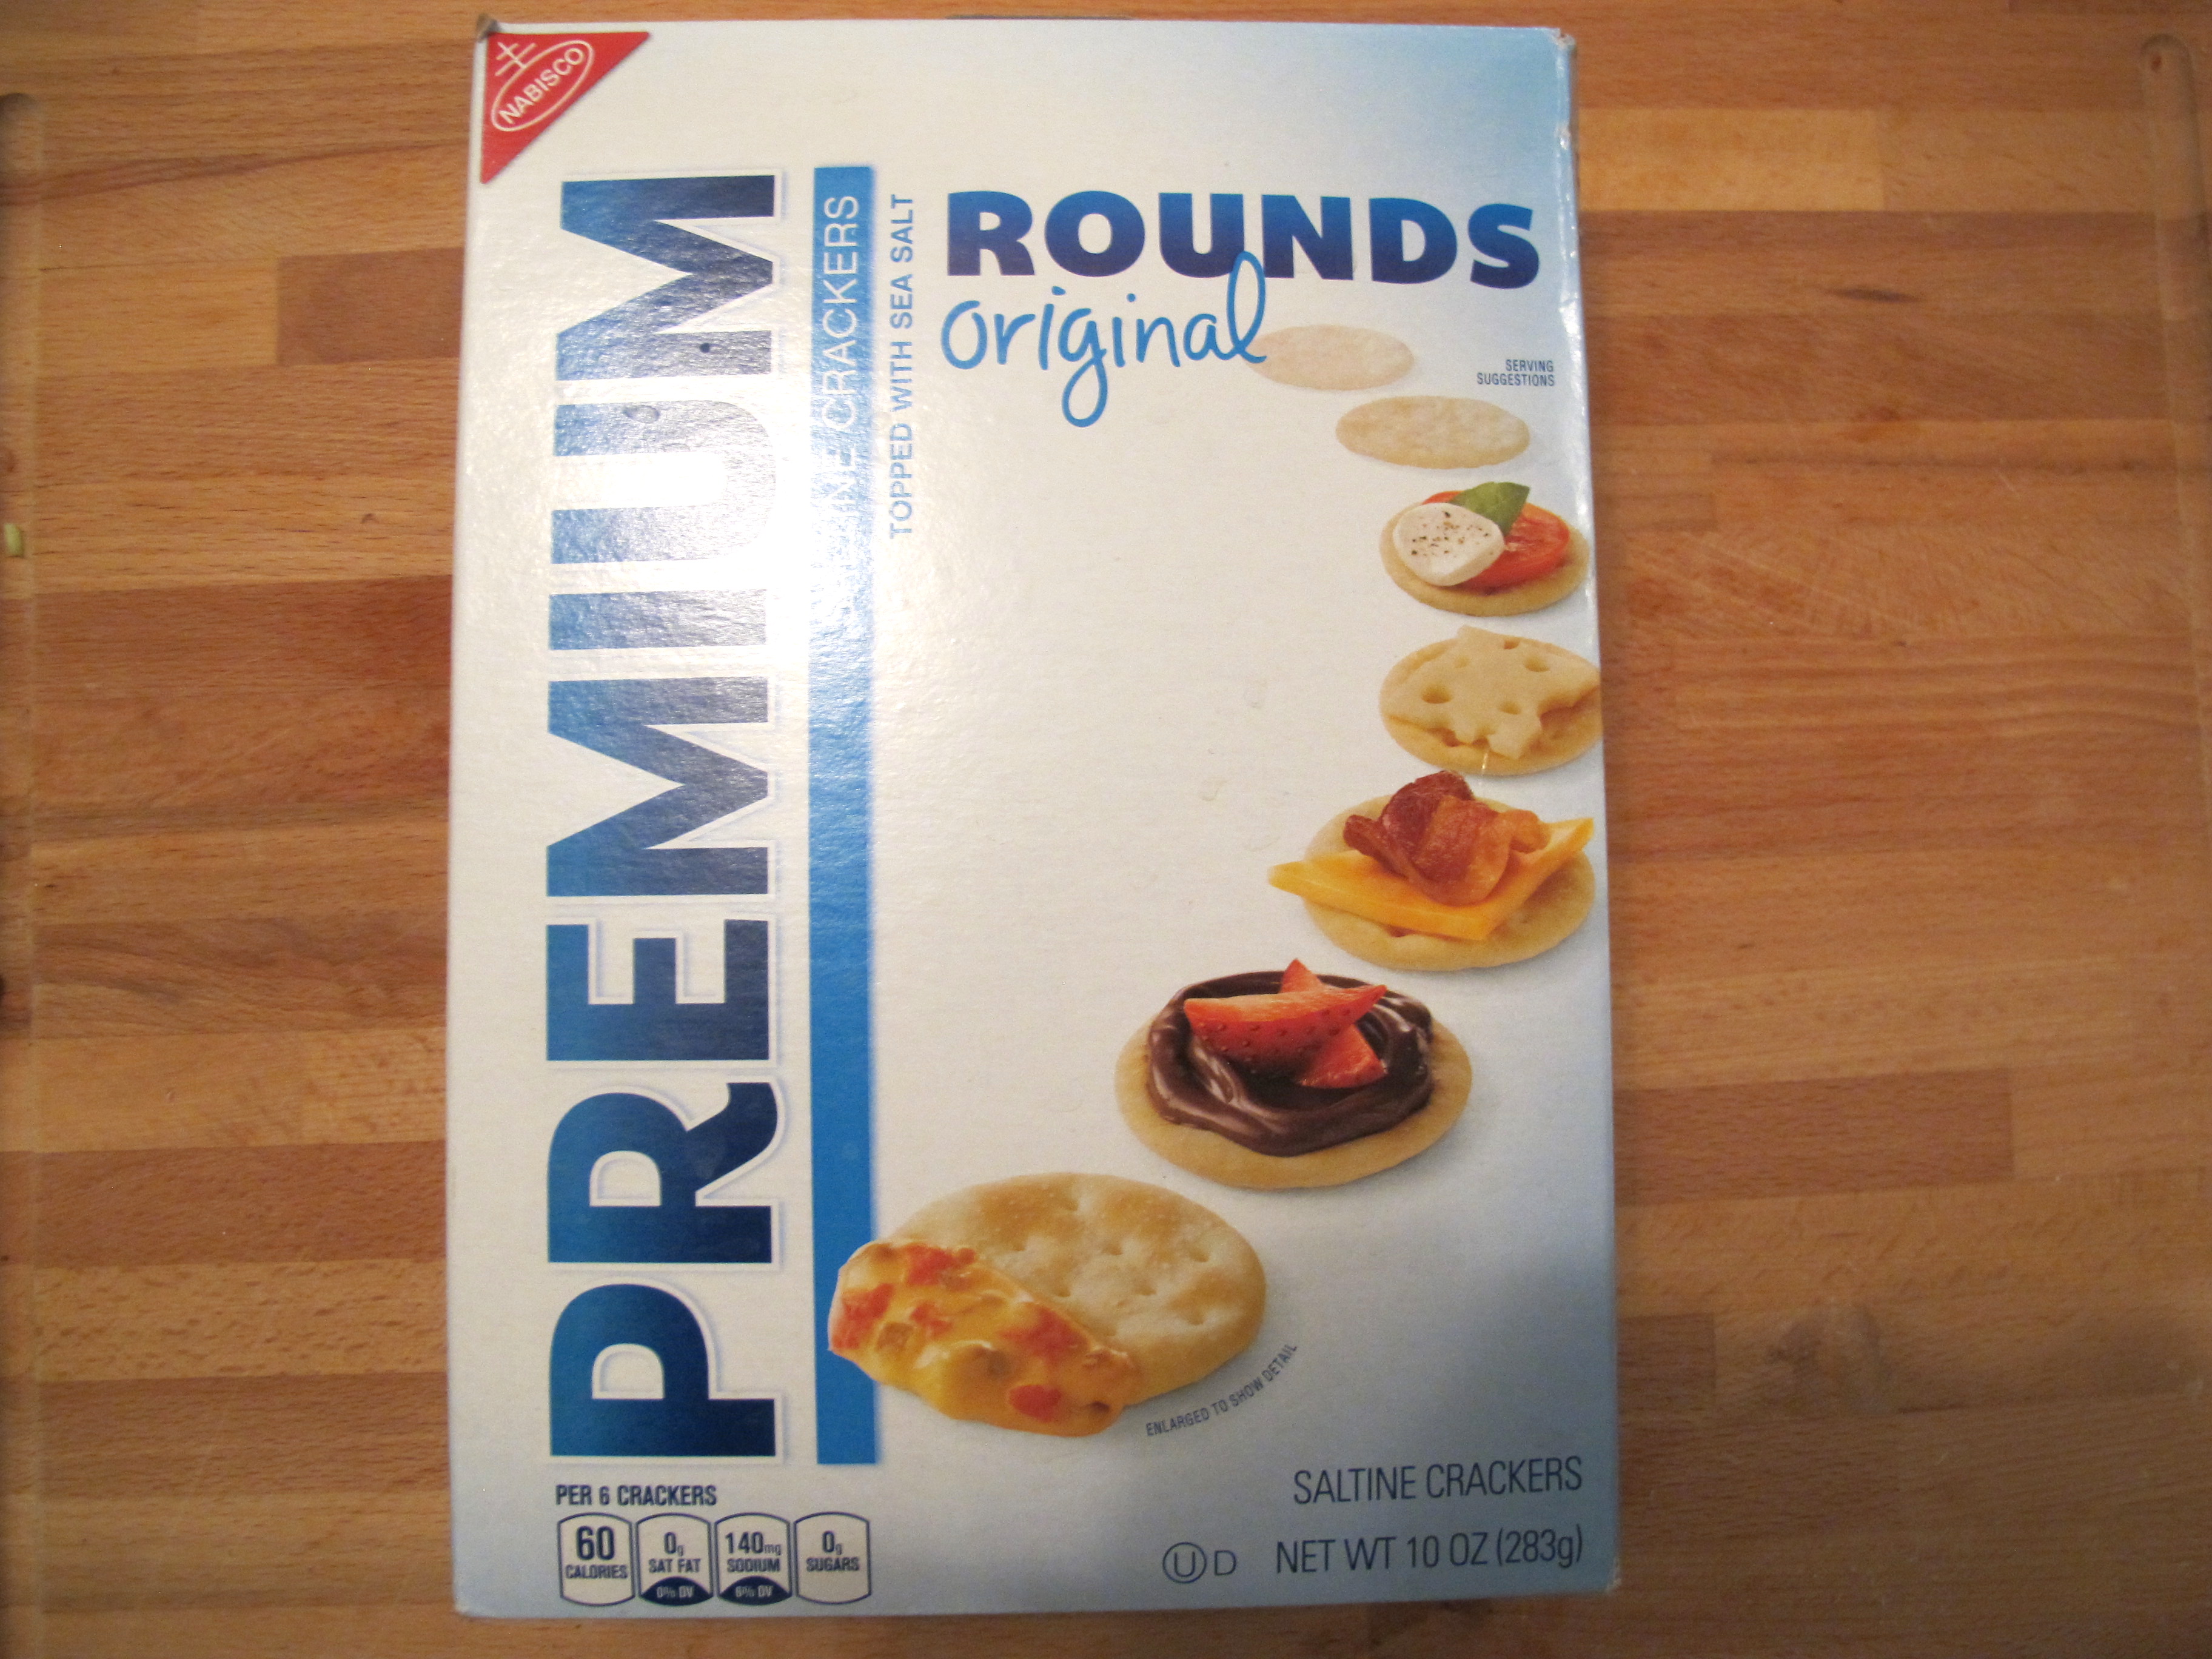 NABISCO
PREMIUM
CRACKERS
TOPPED WITH SEA SALT
ROUNDS
original
SERVING
SUGGESTIONS
ENLARGED TO SHOW DETAIL
SALTINE CRACKERS
PER 6 CRACKERS
60
CALORIES
0g
SAT FAT
0% DV
140mg
SODIUM
6% DV
0g
SUGARS
U D NET WT 10 OZ (283g)